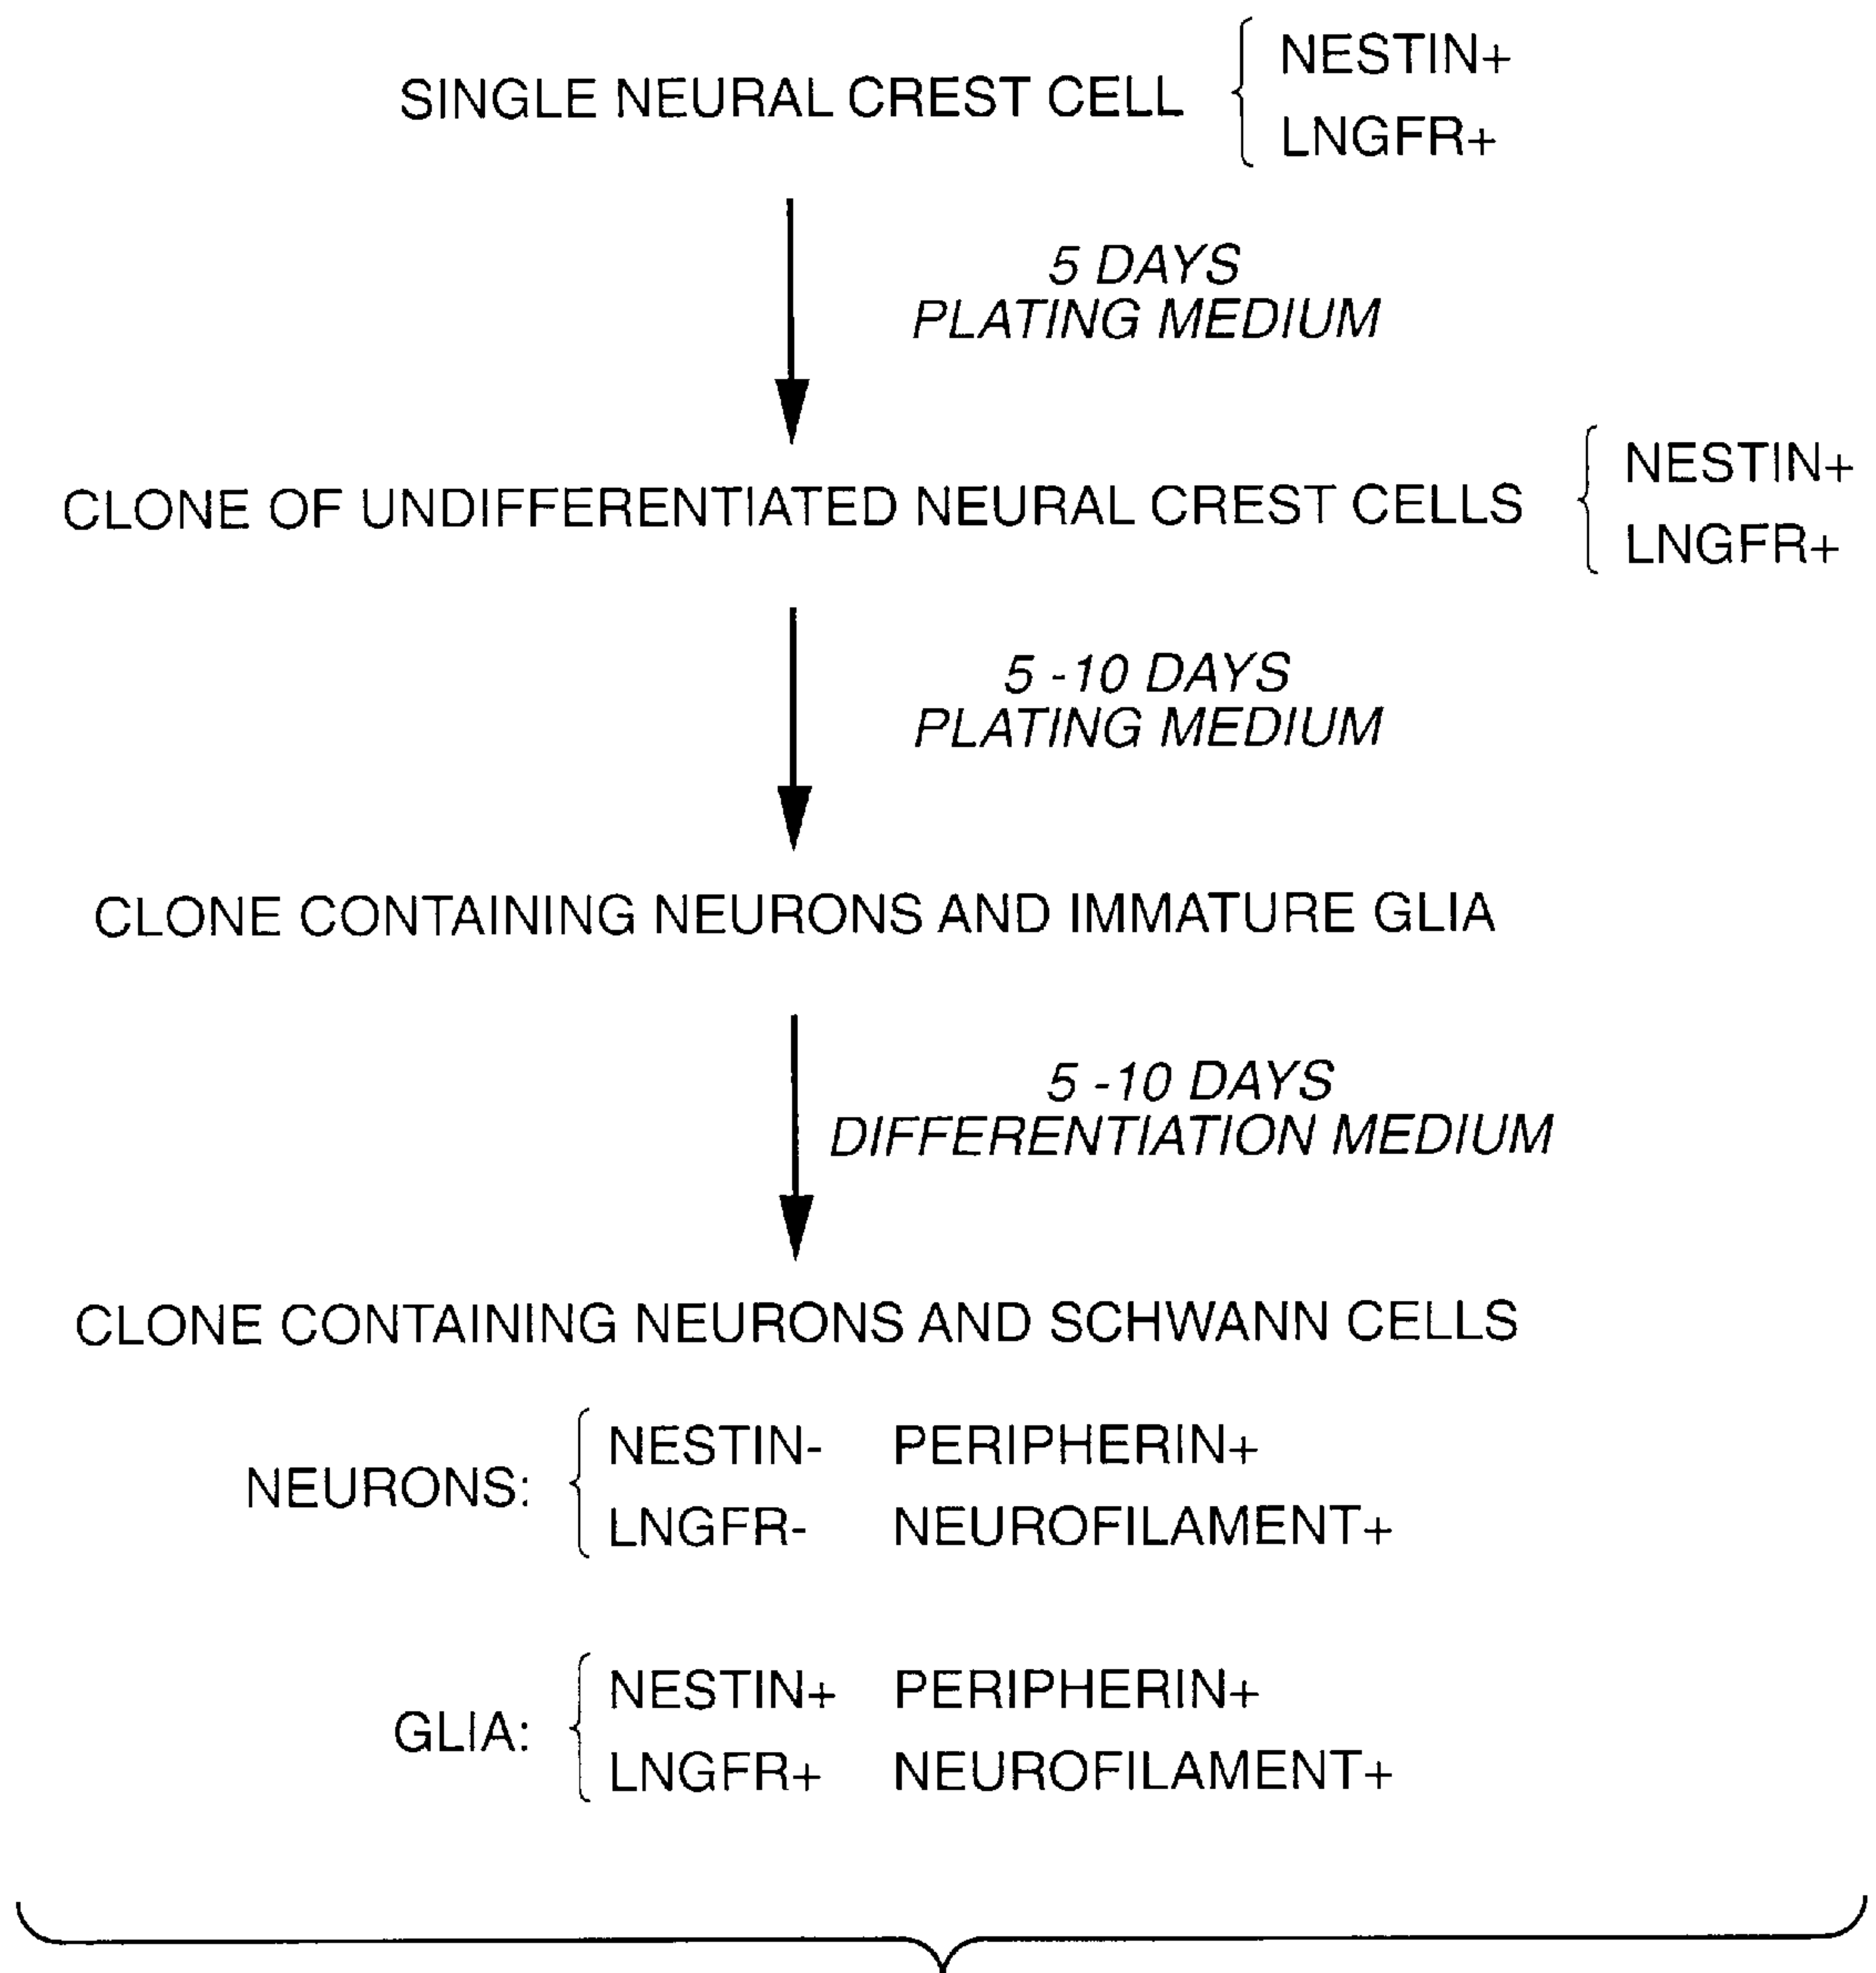 SINGLE NEURAL CREST CELL
NESTIN+
LNGFR+
5 DAYS
PLATING MEDIUM
CLONE OF UNDIFFERENTIATED NEURAL CREST CELLS
NESTIN+
LNGFR+
5 -10 DAYS
PLATING MEDIUM
CLONE CONTAINING NEURONS AND IMMATURE GLIA
5 -10 DAYS
DIFFERENTIATION MEDIUM
CLONE CONTAINING NEURONS AND SCHWANN CELLS
NEURONS:
NESTIN- PERIPHERIN+
LNGFR- NEUROFILAMENT+
GLIA:
NESTIN+ PERIPHERIN+
LNGFR+ NEUROFILAMENT+